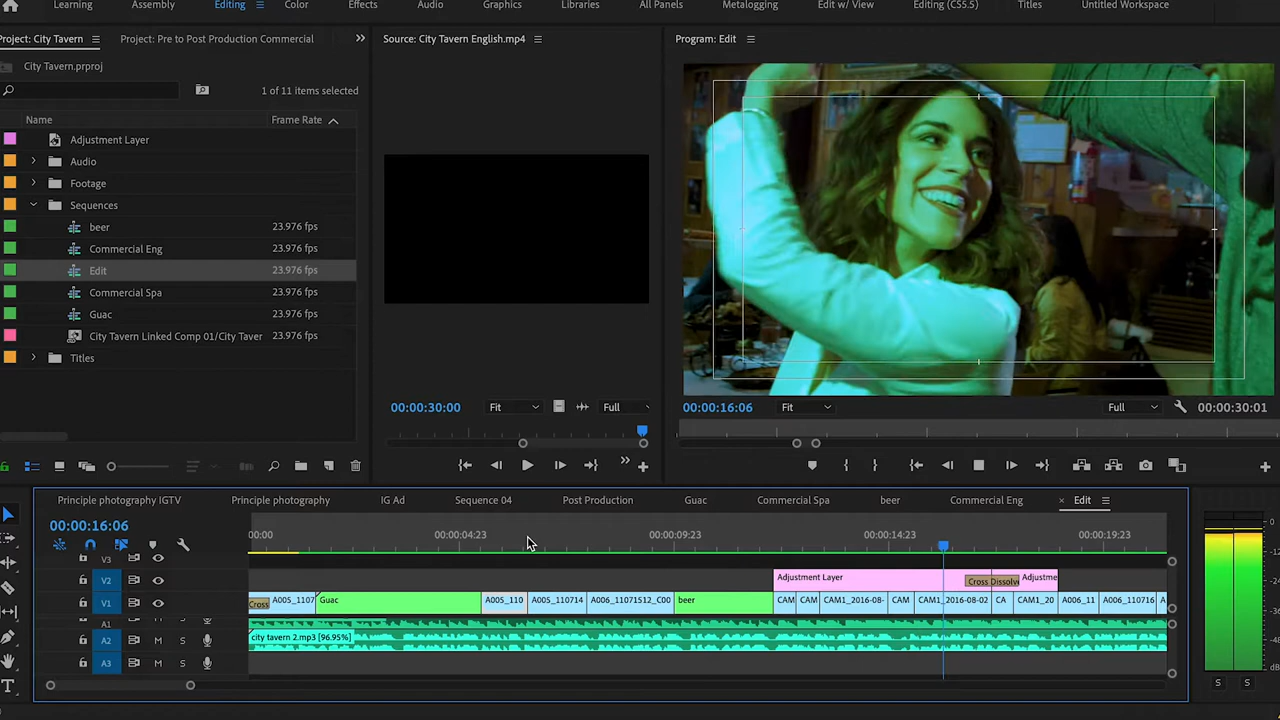 Learning Assembly Editing Color Effects Audio Graphics Libraries All Panels Metalogging Edit w/ View Editing (CS5.5) Titles Untitled Workspace
Project: City Tavern Project: Pre to Post Production Commercial
Source: City Tavern English.mp4
Program: Edit
City Tavern.prproj
1 of 11 items selected
Name Frame Rate
Adjustment Layer
Audio
Footage
Sequences
beer 23.976 fps
Commercial Eng 23.976 fps
Edit 23.976 fps
Commercial Spa 23.976 fps
Guac 23.976 fps
City Tavern Linked Comp 01/City Taver 23.976 fps
Titles
00:00:30:00 Fit Full
00:00:16:06 Fit Full 00:00:30:01
Principle photography IGTV Principle photography IG Ad Sequence 04 Post Production Guac Commercial Spa beer Commercial Eng × Edit
00:00:16:06
:00:00 00:00:04:23 00:00:09:23 00:00:14:23 00:00:19:23
V3
V2 Adjustment Layer Cross Dissolve Adjustme
V1 Cross A005_1107 Guac A005_110 A005_110714 A006_11071S12_C00 beer CAM CAM CAM1_2016-08- CAM CAM1_2016-08-02 CA CAM1_20 A006_11 A006_110716 A
A1
A2 M S city tavern 2.mp3 [96.95%]
A3 M S
0
-12
-24
-36
-48
dB
S S